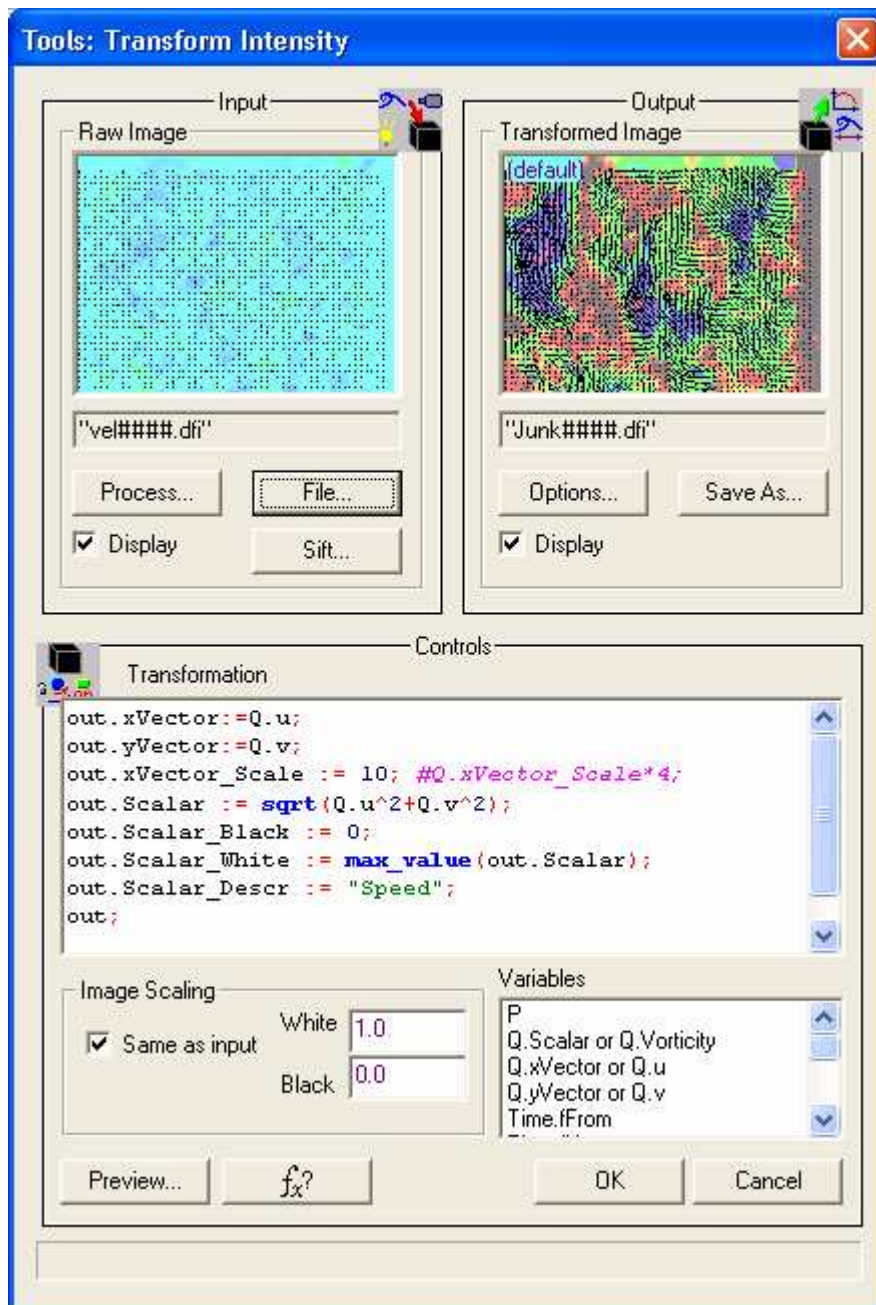 Tools: Transform Intensity
Input
Raw Image
"vel####.dfi"
Process...
File...
Display
Sift...
Output
Transformed Image
(default)
"Junk####.dfi"
Options...
Save As...
Display
Controls
Transformation
out.xVector:=Q.u;
out.yVector:=Q.v;
out.xVector_Scale := 10; #Q.xVector_Scale*4;
out.Scalar := sqrt(Q.u^2+Q.v^2);
out.Scalar_Black := 0;
out.Scalar_White := max_value(out.Scalar);
out.Scalar_Descr := "Speed";
out;
Image Scaling
Same as input
White 1.0
Black 0.0
Variables
P
Q.Scalar or Q.Vorticity
Q.xVector or Q.u
Q.yVector or Q.v
Time.fFrom
Preview...
fx?
OK
Cancel